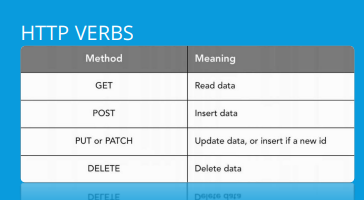 HTTP VERBS
Method Meaning
GET Read data
POST Insert data
PUT or PATCH Update data, or insert if a new id
DELETE Delete data